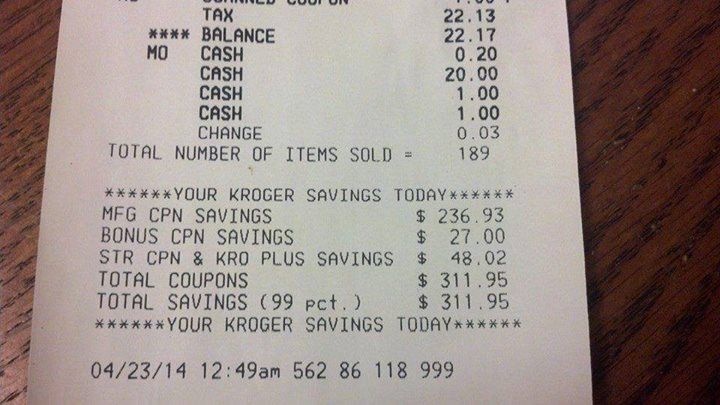 SCANNED COUPON
TAX 22.13
**** BALANCE 22.17
MO CASH 0.20
CASH 20.00
CASH 1.00
CASH 1.00
CHANGE 0.03
TOTAL NUMBER OF ITEMS SOLD = 189
******YOUR KROGER SAVINGS TODAY******
MFG CPN SAVINGS $ 236.93
BONUS CPN SAVINGS $ 27.00
STR CPN & KRO PLUS SAVINGS $ 48.02
TOTAL COUPONS $ 311.95
TOTAL SAVINGS (99 pct.) $ 311.95
******YOUR KROGER SAVINGS TODAY******
04/23/14 12:49am 562 86 118 999